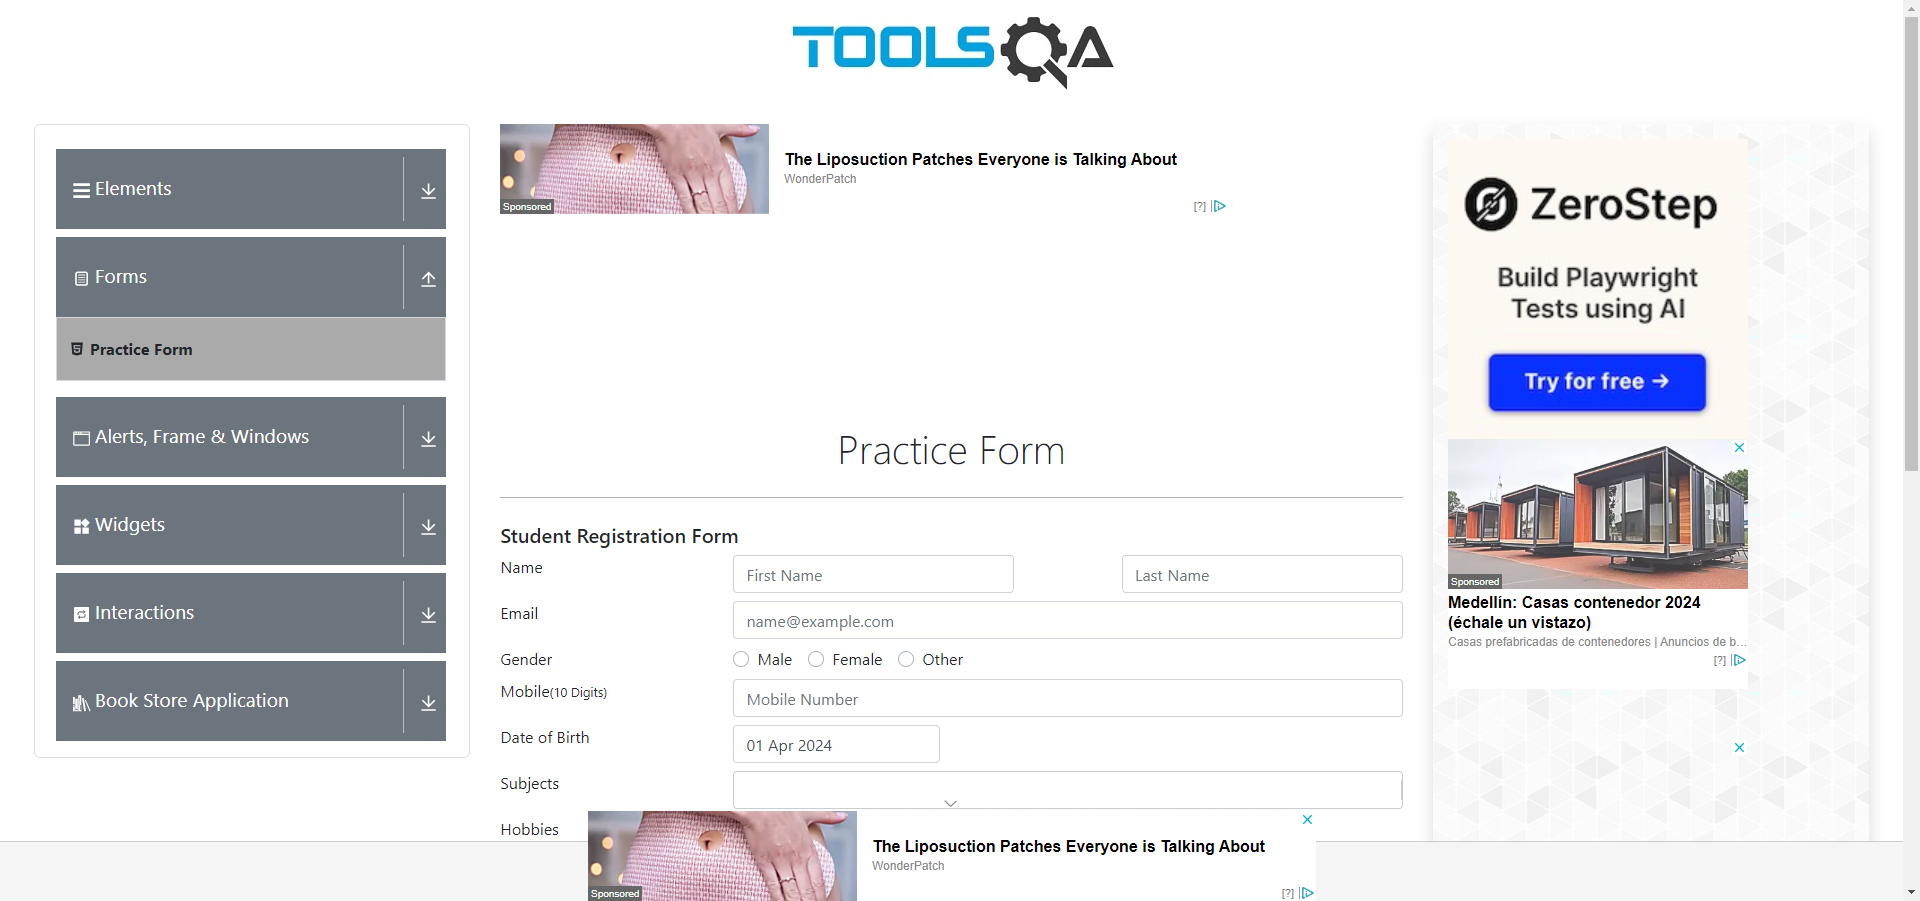 TOOLSQA
Elements
Forms
Practice Form
Alerts, Frame & Windows
Widgets
Interactions
Book Store Application
Sponsored
The Liposuction Patches Everyone is Talking About
WonderPatch
[?]
Practice Form
Student Registration Form
Name
First Name
Last Name
Email
name@example.com
Gender
Male
Female
Other
Mobile(10 Digits)
Mobile Number
Date of Birth
01 Apr 2024
Subjects
Hobbies
Sponsored
The Liposuction Patches Everyone is Talking About
WonderPatch
[?]
ZeroStep
Build Playwright
Tests using AI
Try for free →
Sponsored
Medellín: Casas contenedor 2024
(échale un vistazo)
Casas prefabricadas de contenedores | Anuncios de b...
[?]